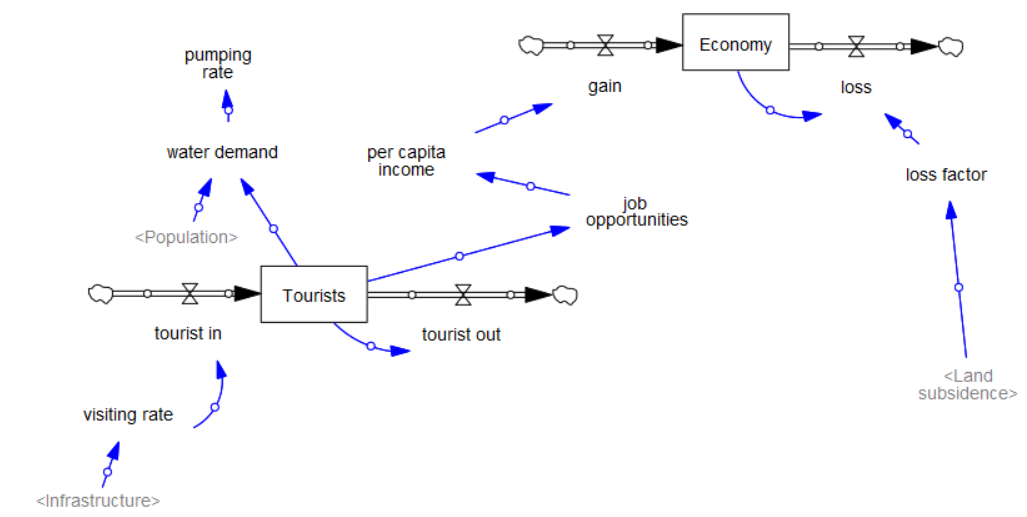 Economy
pumping
rate
gain
loss
water demand
per capita
income
loss factor
job
opportunities
<Population>
Tourists
tourist in
tourist out
<Land
subsidence>
visiting rate
<Infrastructure>